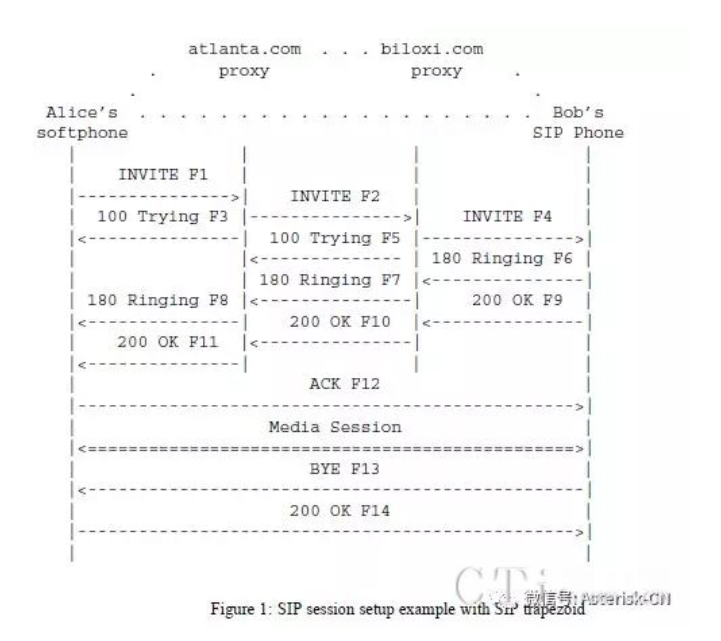 atlanta.com . . . biloxi.com
. proxy proxy .
. .
Alice's . . . . . . . . . . . . . . . . . . . . Bob's
softphone SIP Phone
INVITE F1
INVITE F2
100 Trying F3 INVITE F4
100 Trying F5
180 Ringing F6
180 Ringing F7
180 Ringing F8 200 OK F9
200 OK F10
200 OK F11
ACK F12
Media Session
BYE F13
200 OK F14
Figure 1: SIP session setup example with SIP trapezoid
微信号: Asterisk-CN